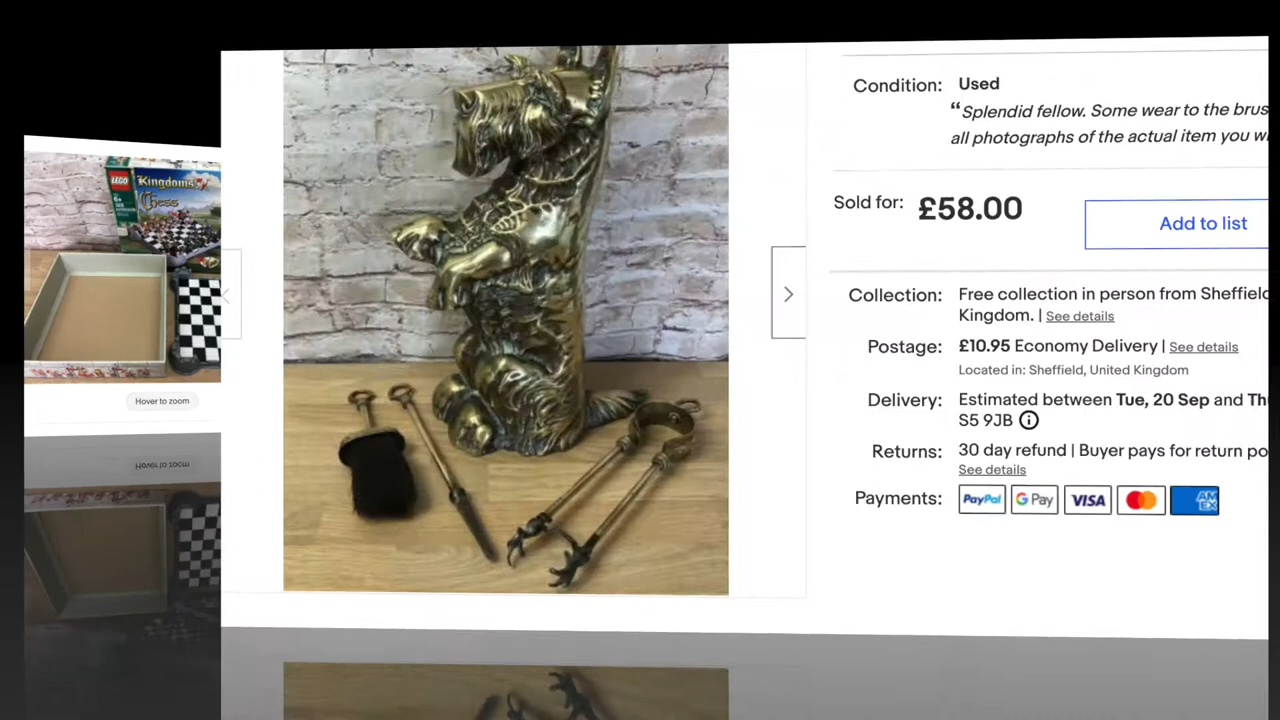 LEGO
Kingdoms
Chess
6+
Hover to zoom
Condition: Used
“Splendid fellow. Some wear to the brus
all photographs of the actual item you w
Sold for: £58.00
Add to list
Collection: Free collection in person from Sheffield
Kingdom. | See details
Postage: £10.95 Economy Delivery | See details
Located in: Sheffield, United Kingdom
Delivery: Estimated between Tue, 20 Sep and Th
S5 9JB
Returns: 30 day refund | Buyer pays for return po
See details
Payments: PayPal G Pay VISA AM EX